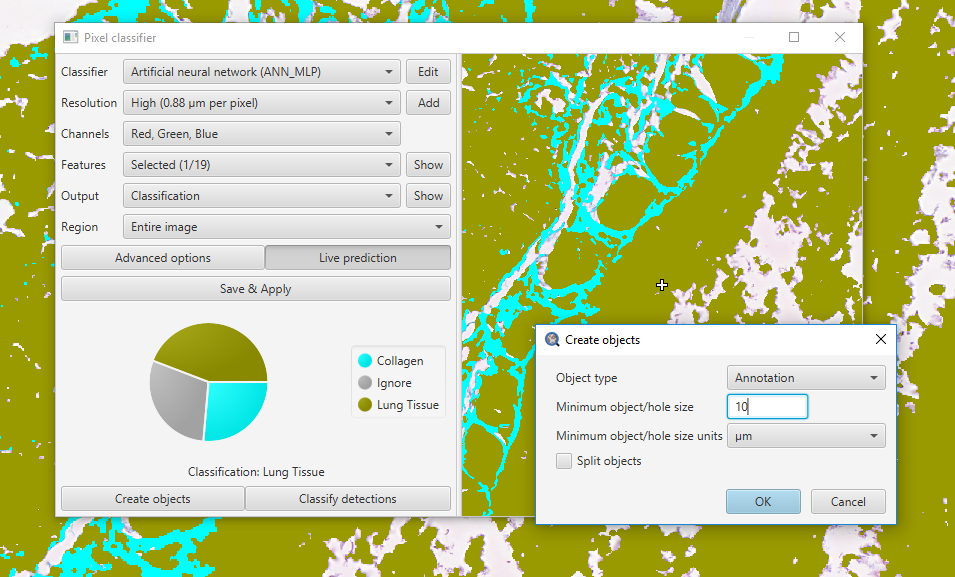 Pixel classifier
Classifier Artificial neural network (ANN_MLP) Edit
Resolution High (0.88 µm per pixel) Add
Channels Red, Green, Blue
Features Selected (1/19) Show
Output Classification Show
Region Entire image
Advanced options Live prediction
Save & Apply
Collagen
Ignore
Lung Tissue
Classification: Lung Tissue
Create objects Classify detections
Create objects
Object type Annotation
Minimum object/hole size 10
Minimum object/hole size units µm
Split objects
OK Cancel